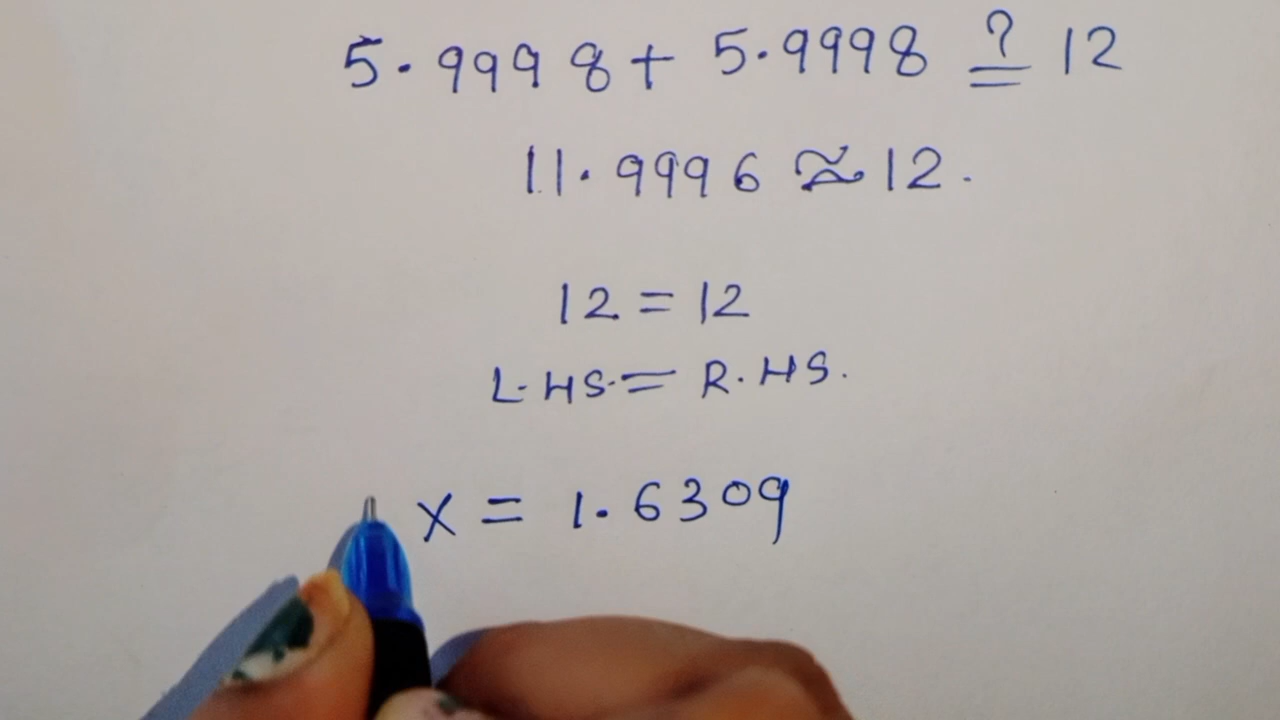 5.9998 + 5.9998 ≟ 12
11.9996 ≈ 12.
12 = 12
L.HS. = R.HS.
x = 1.6309